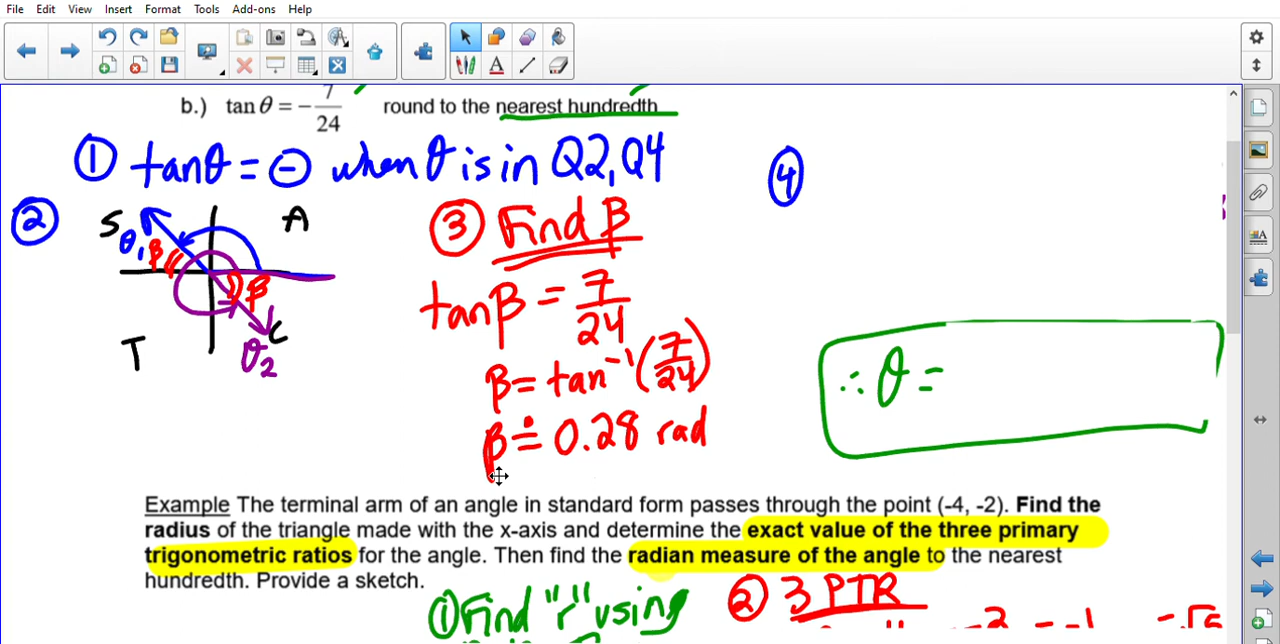 File Edit View Insert Format Tools Add-ons Help
b.) tan θ = - 7/24 round to the nearest hundredth
① tanθ = ⊖ when θ is in Q2, Q4
②
S A
θ1 β
β
T C
θ2
③ Find β
tanβ = 7/24
β = tan⁻¹(7/24)
β ≐ 0.28 rad
④
∴ θ =
Example The terminal arm of an angle in standard form passes through the point (-4, -2). Find the
radius of the triangle made with the x-axis and determine the exact value of the three primary
trigonometric ratios for the angle. Then find the radian measure of the angle to the nearest
hundredth. Provide a sketch.
① Find "r" using
② 3 PTR